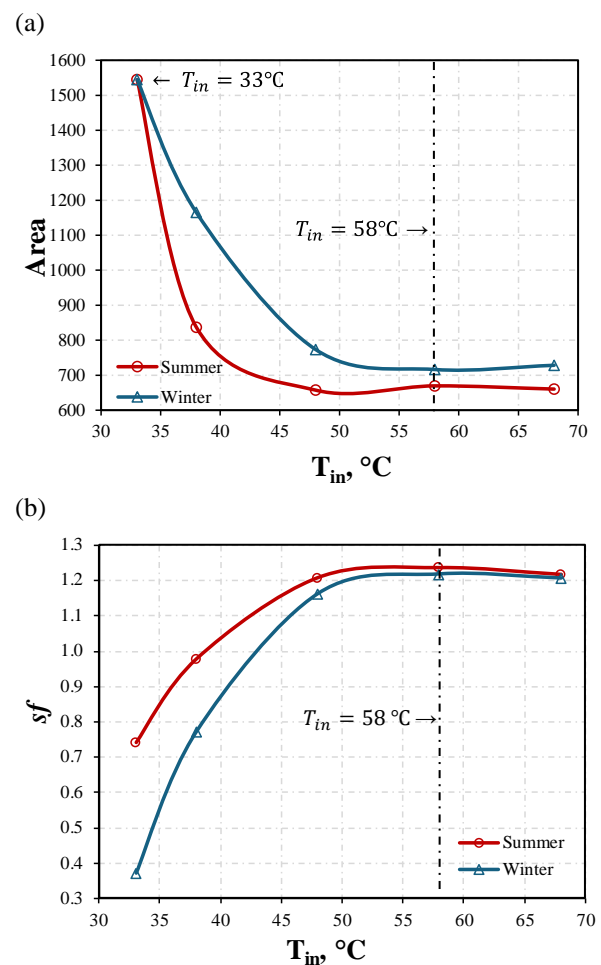 (a)
1600
1500
1400
1300
1200
1100
1000
900
800
700
600
Area
← T_in = 33°C
T_in = 58°C →
Summer
Winter
30 35 40 45 50 55 60 65 70
T_in, °C
(b)
1.3
1.2
1.1
1.0
0.9
0.8
0.7
0.6
0.5
0.4
0.3
sf
T_in = 58 °C →
Summer
Winter
30 35 40 45 50 55 60 65 70
T_in, °C